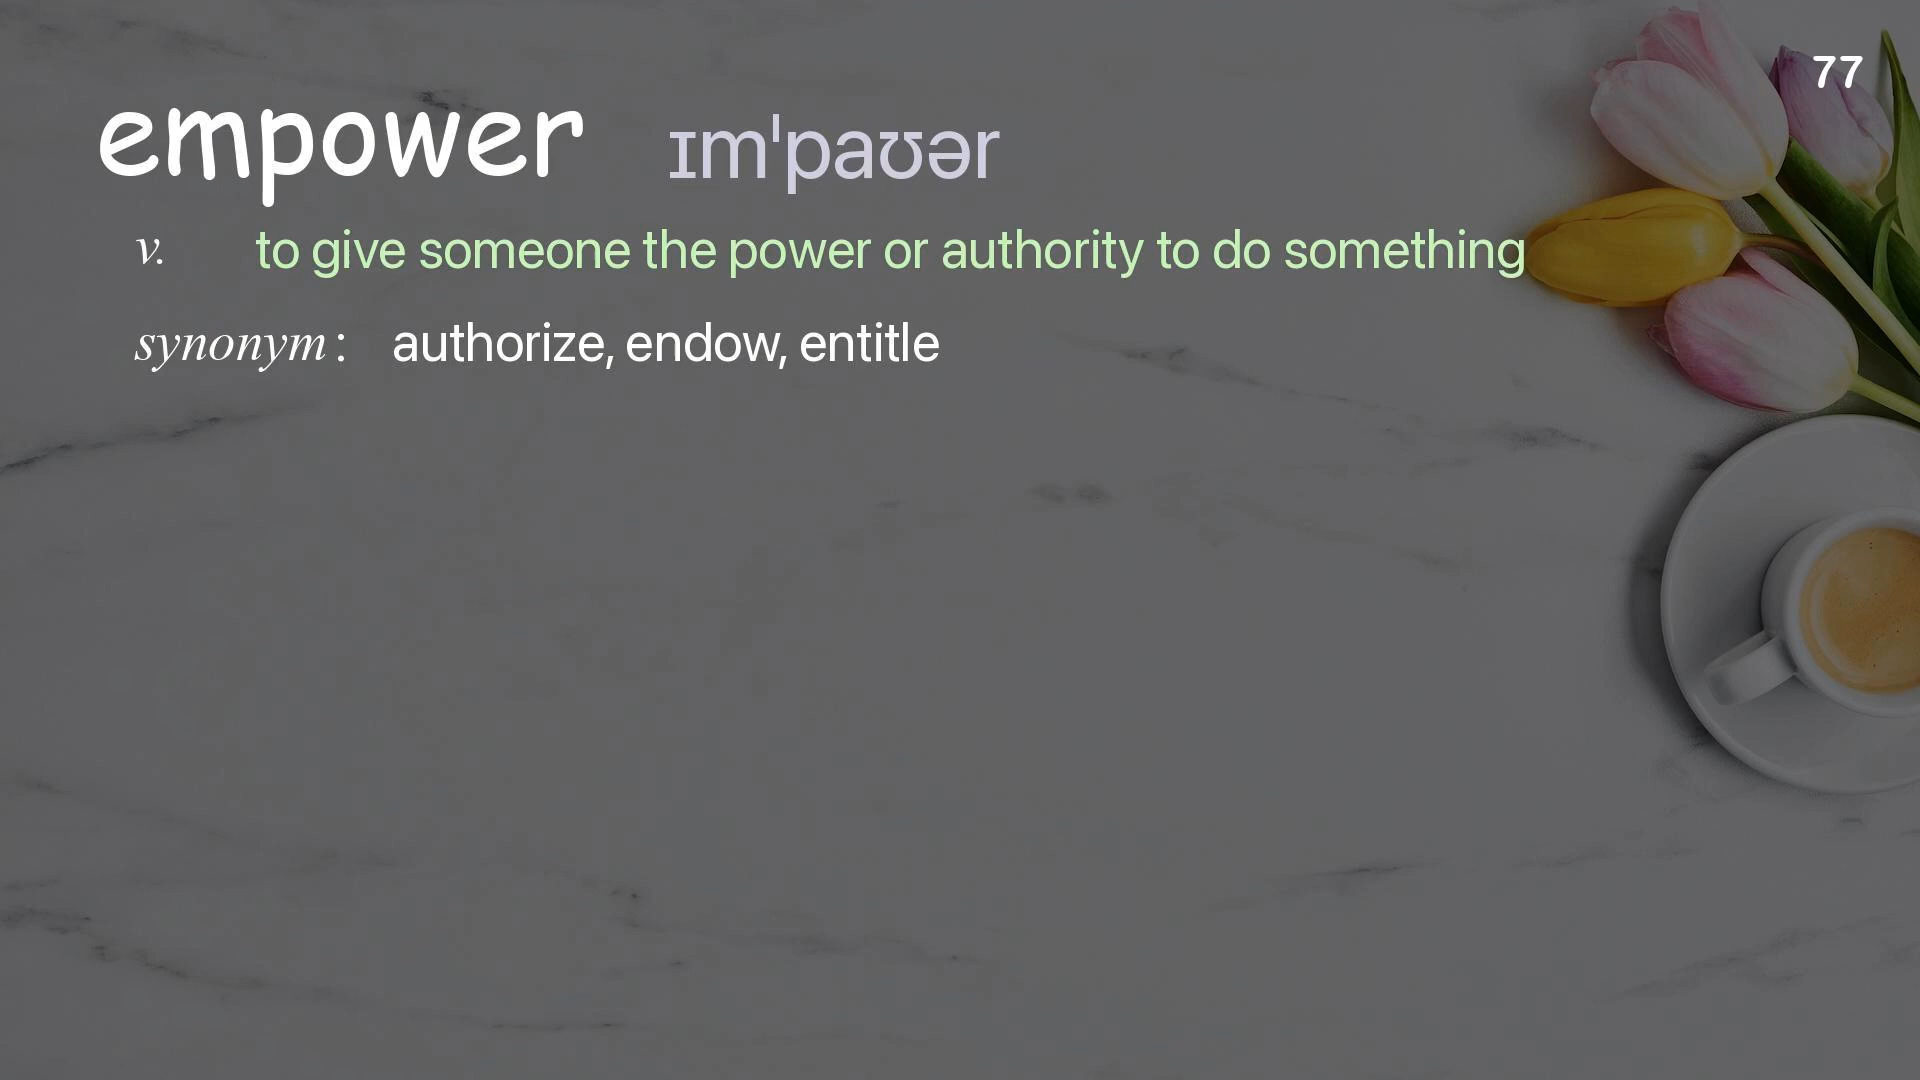 77
empower ɪmˈpaʊər
v. to give someone the power or authority to do something
synonym: authorize, endow, entitle